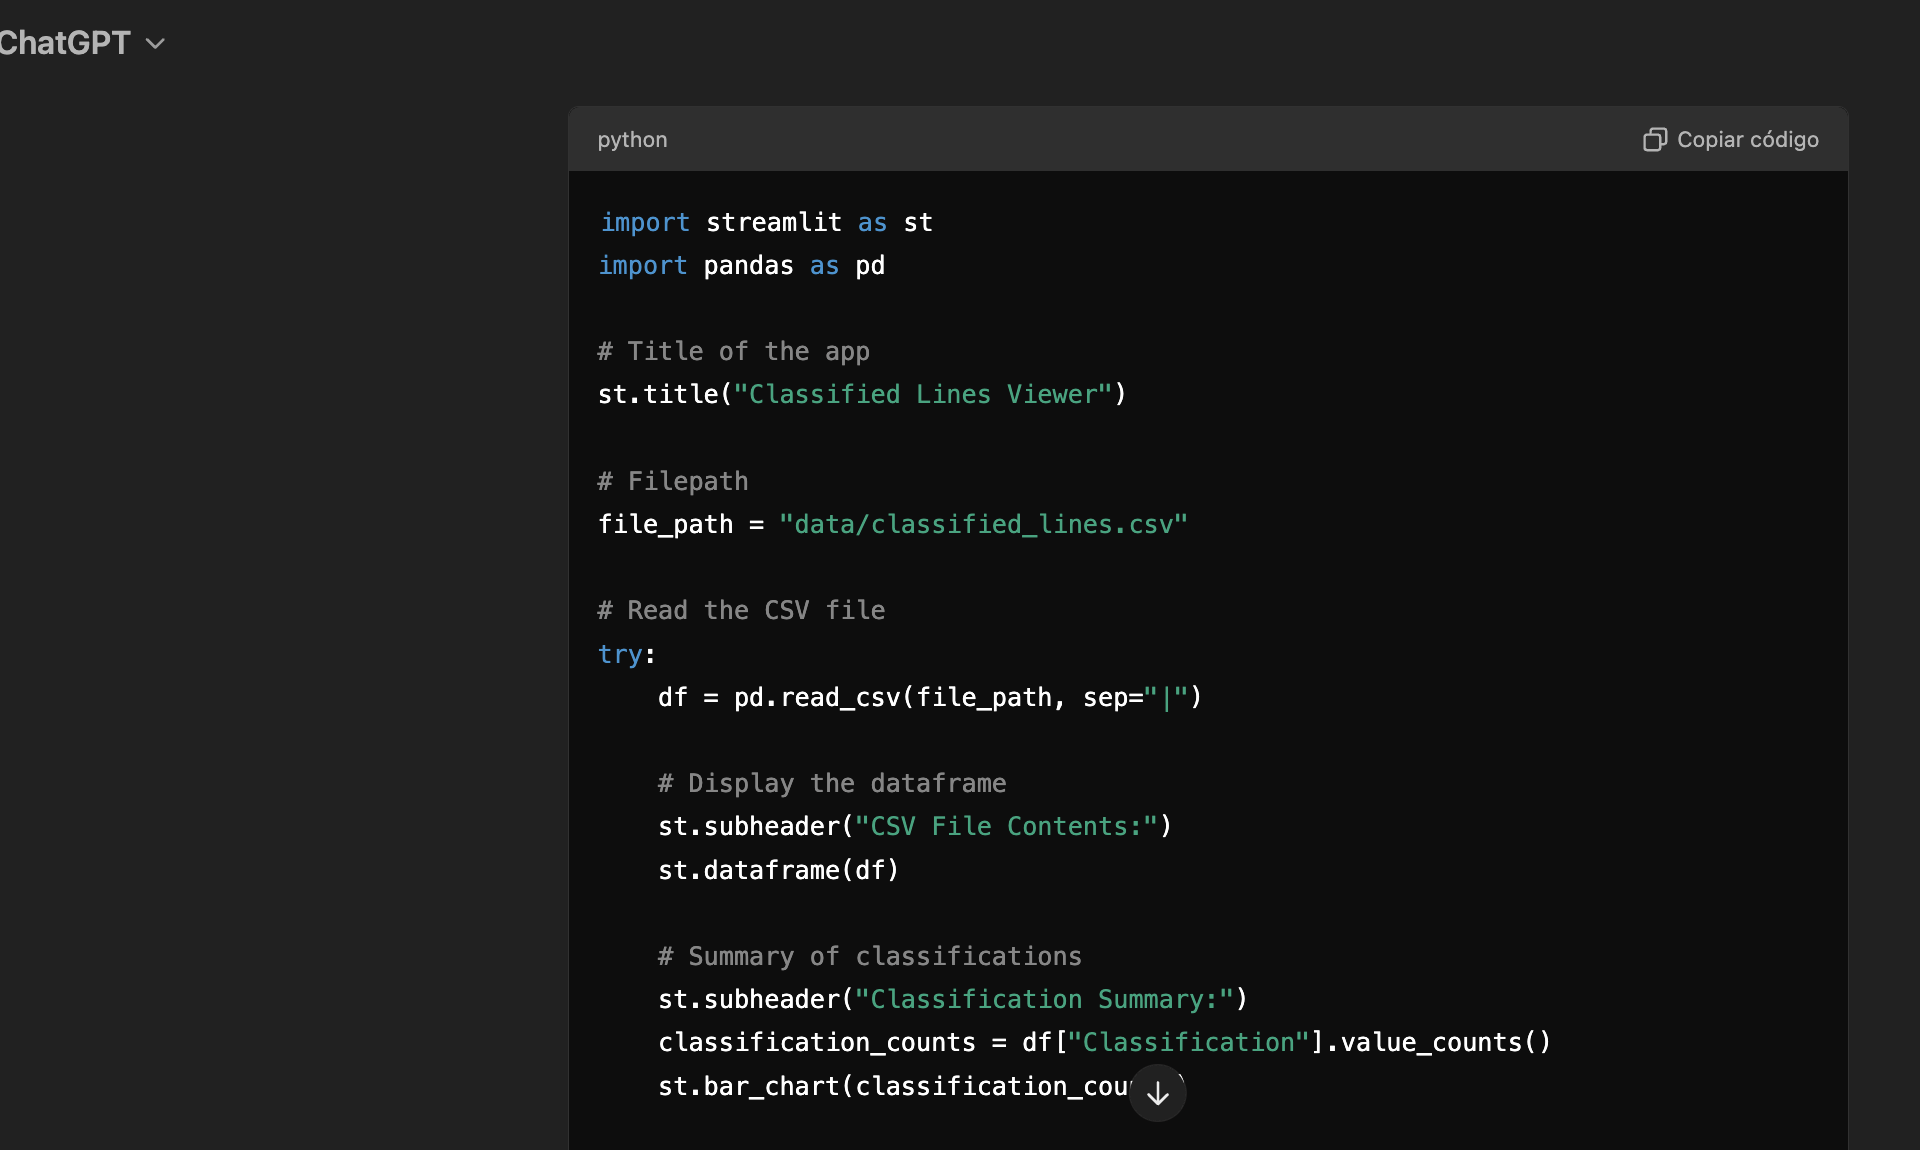 ChatGPT
python
Copiar código
import streamlit as st
import pandas as pd
# Title of the app
st.title("Classified Lines Viewer")
# Filepath
file_path = "data/classified_lines.csv"
# Read the CSV file
try:
    df = pd.read_csv(file_path, sep="|")
    # Display the dataframe
    st.subheader("CSV File Contents:")
    st.dataframe(df)
    # Summary of classifications
    st.subheader("Classification Summary:")
    classification_counts = df["Classification"].value_counts()
    st.bar_chart(